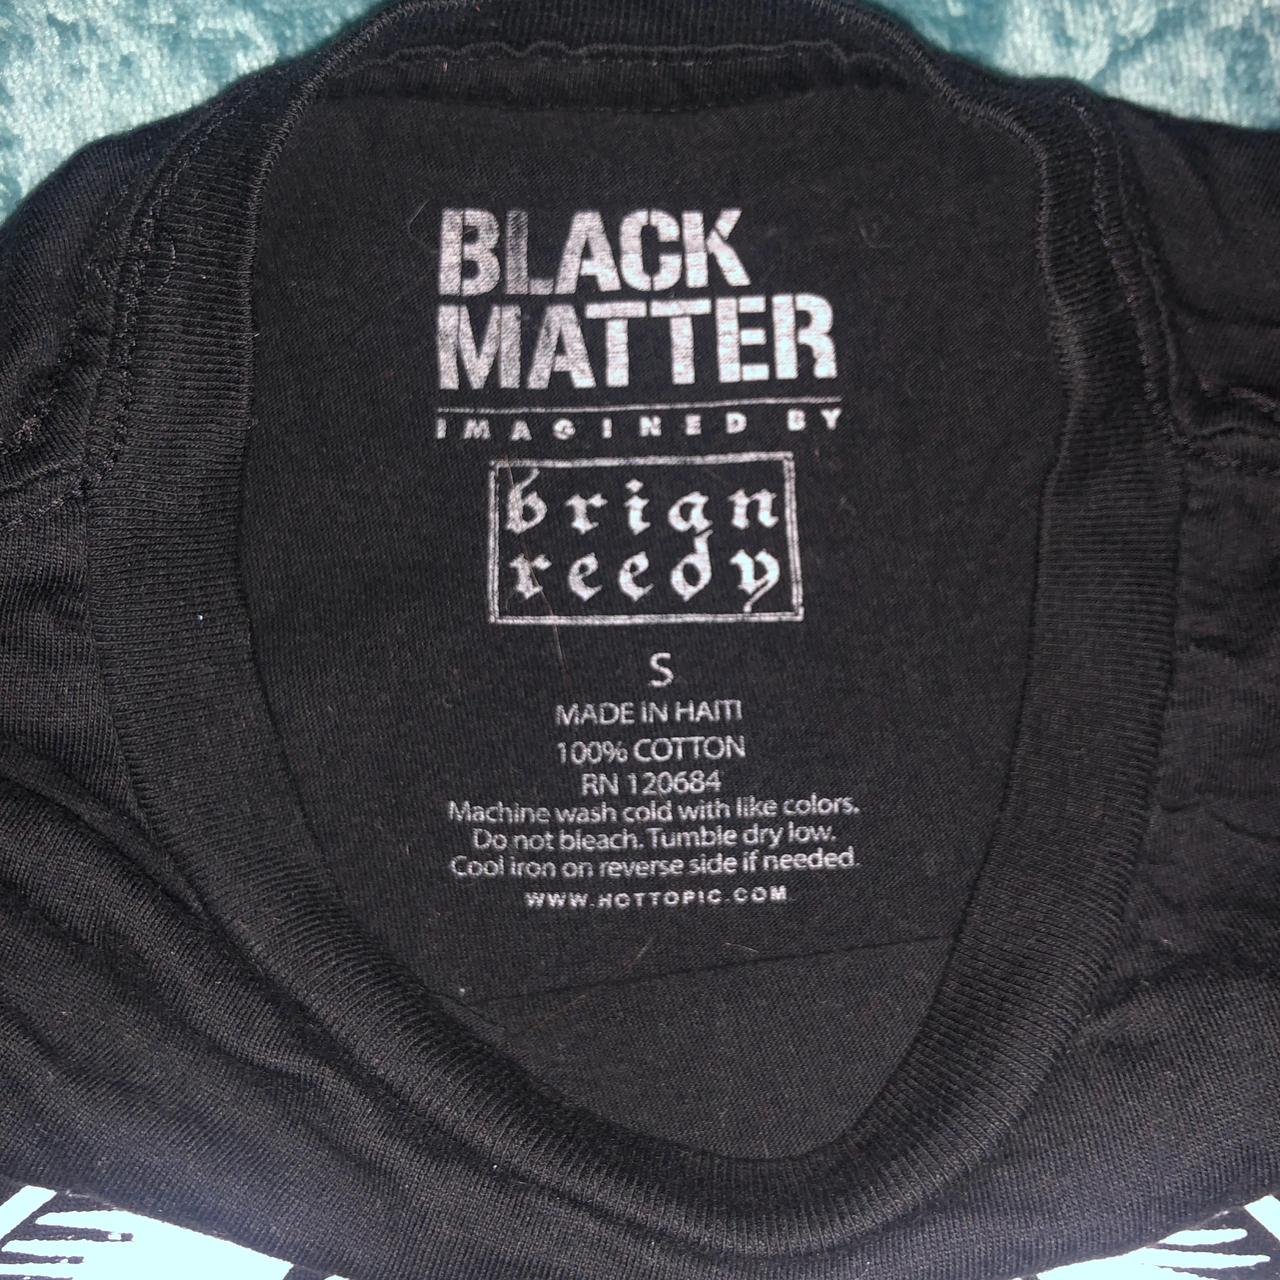 BLACK
MATTER
IMAGINED BY
brian
reedy
S
MADE IN HAITI
100% COTTON
RN 120684
Machine wash cold with like colors.
Do not bleach. Tumble dry low.
Cool iron on reverse side if needed.
WWW.HOTTOPIC.COM